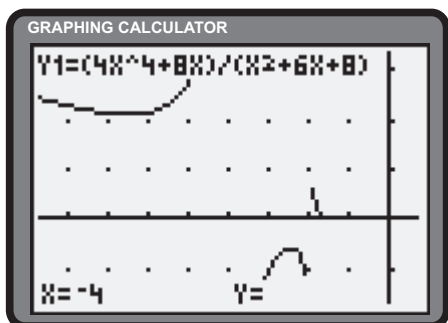 GRAPHING CALCULATOR
Y1=(4X^4+8X)/(X2+6X+8)
X=-4 Y=